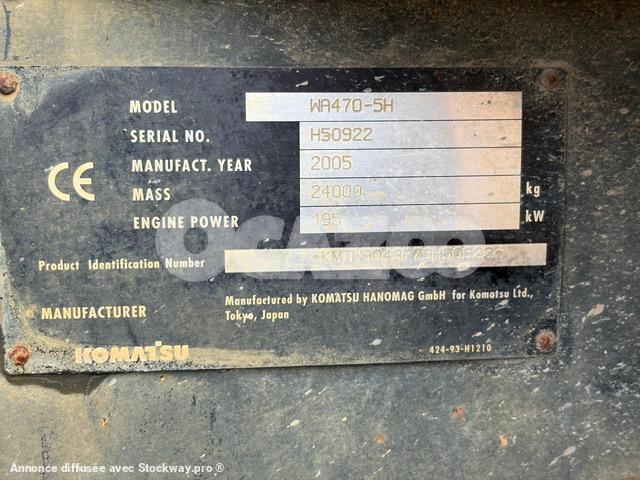 MODEL WA470-5H
SERIAL NO. H50922
MANUFACT. YEAR 2005
CE
MASS 24000 kg
ENGINE POWER 195 kW
OCAZOO
Product Identification Number
MANUFACTURER Manufactured by KOMATSU HANOMAG GmbH for Komatsu Ltd.,
Tokyo, Japan
KOMATSU 424-93-H1210
Annonce diffusée avec Stockway.pro ®